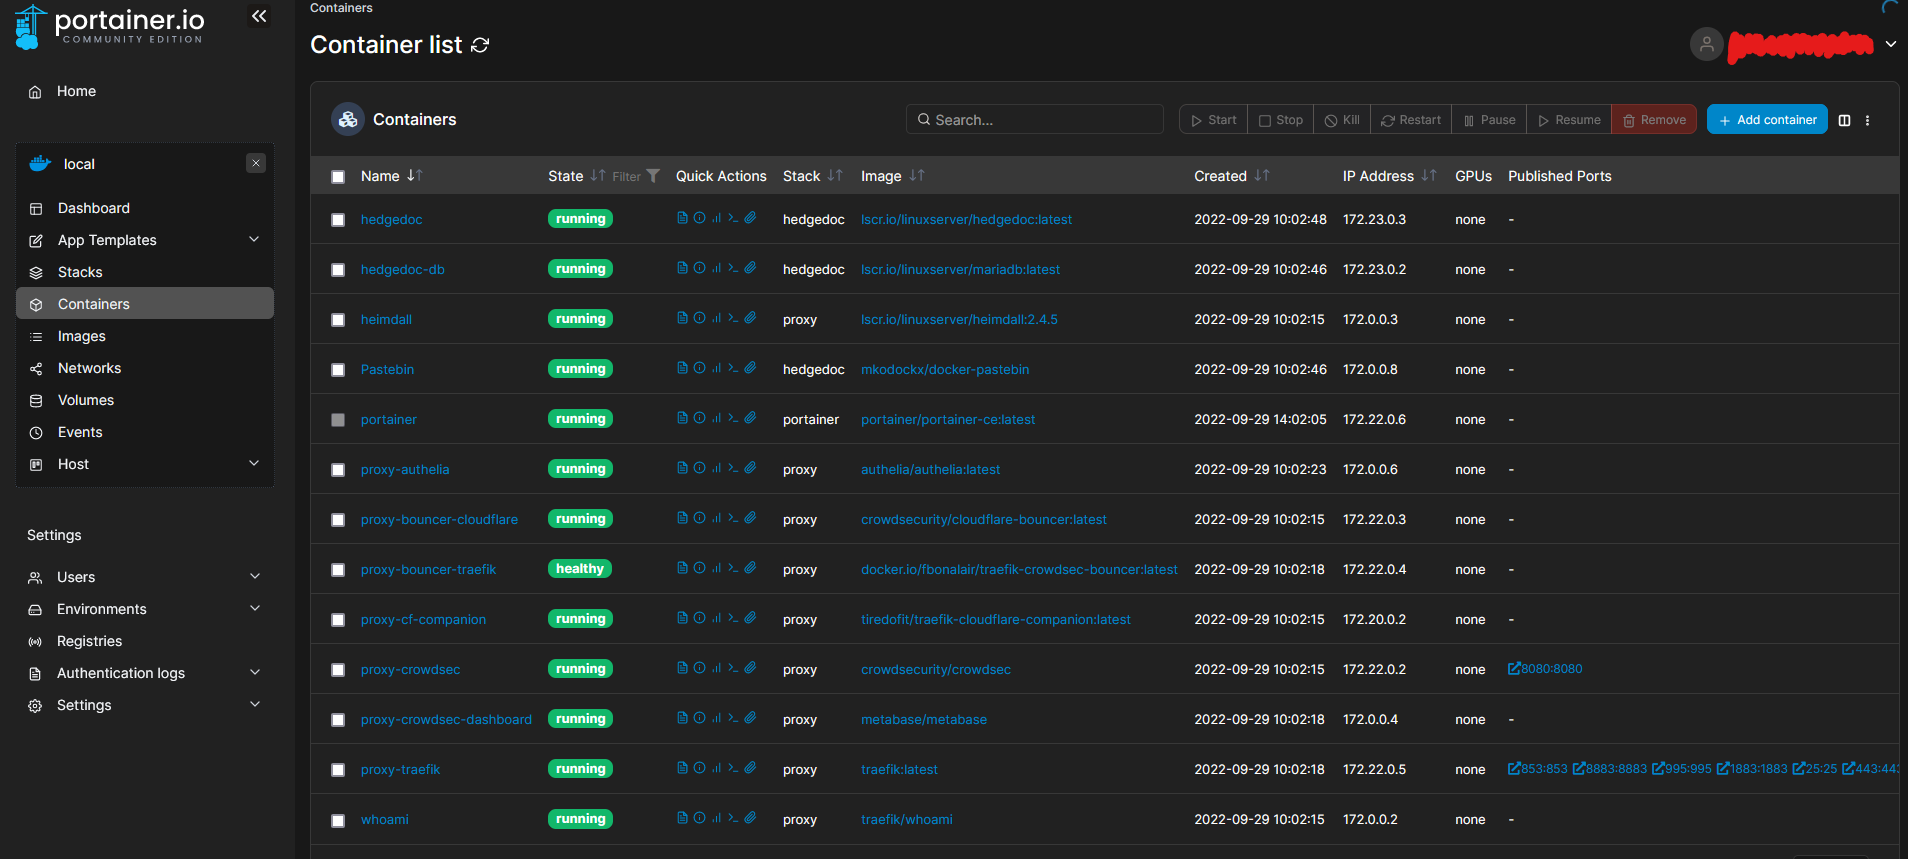 portainer.io
COMMUNITY EDITION
Home
local
Dashboard
App Templates
Stacks
Containers
Images
Networks
Volumes
Events
Host
Settings
Users
Environments
Registries
Authentication logs
Settings
Containers
Container list
Containers
Search...
Start Stop Kill Restart Pause Resume Remove + Add container
Name State Filter Quick Actions Stack Image Created IP Address GPUs Published Ports
hedgedoc running hedgedoc lscr.io/linuxserver/hedgedoc:latest 2022-09-29 10:02:48 172.23.0.3 none -
hedgedoc-db running hedgedoc lscr.io/linuxserver/mariadb:latest 2022-09-29 10:02:46 172.23.0.2 none -
heimdall running proxy lscr.io/linuxserver/heimdall:2.4.5 2022-09-29 10:02:15 172.0.0.3 none -
Pastebin running hedgedoc mkodockx/docker-pastebin 2022-09-29 10:02:46 172.0.0.8 none -
portainer running portainer portainer/portainer-ce:latest 2022-09-29 14:02:05 172.22.0.6 none -
proxy-authelia running proxy authelia/authelia:latest 2022-09-29 10:02:23 172.0.0.6 none -
proxy-bouncer-cloudflare running proxy crowdsecurity/cloudflare-bouncer:latest 2022-09-29 10:02:15 172.22.0.3 none -
proxy-bouncer-traefik healthy proxy docker.io/fbonalair/traefik-crowdsec-bouncer:latest 2022-09-29 10:02:18 172.22.0.4 none -
proxy-cf-companion running proxy tiredofit/traefik-cloudflare-companion:latest 2022-09-29 10:02:15 172.20.0.2 none -
proxy-crowdsec running proxy crowdsecurity/crowdsec 2022-09-29 10:02:15 172.22.0.2 none 8080:8080
proxy-crowdsec-dashboard running proxy metabase/metabase 2022-09-29 10:02:18 172.0.0.4 none -
proxy-traefik running proxy traefik:latest 2022-09-29 10:02:18 172.22.0.5 none 853:853 8883:8883 995:995 1883:1883 25:25 443:44
whoami running proxy traefik/whoami 2022-09-29 10:02:15 172.0.0.2 none -